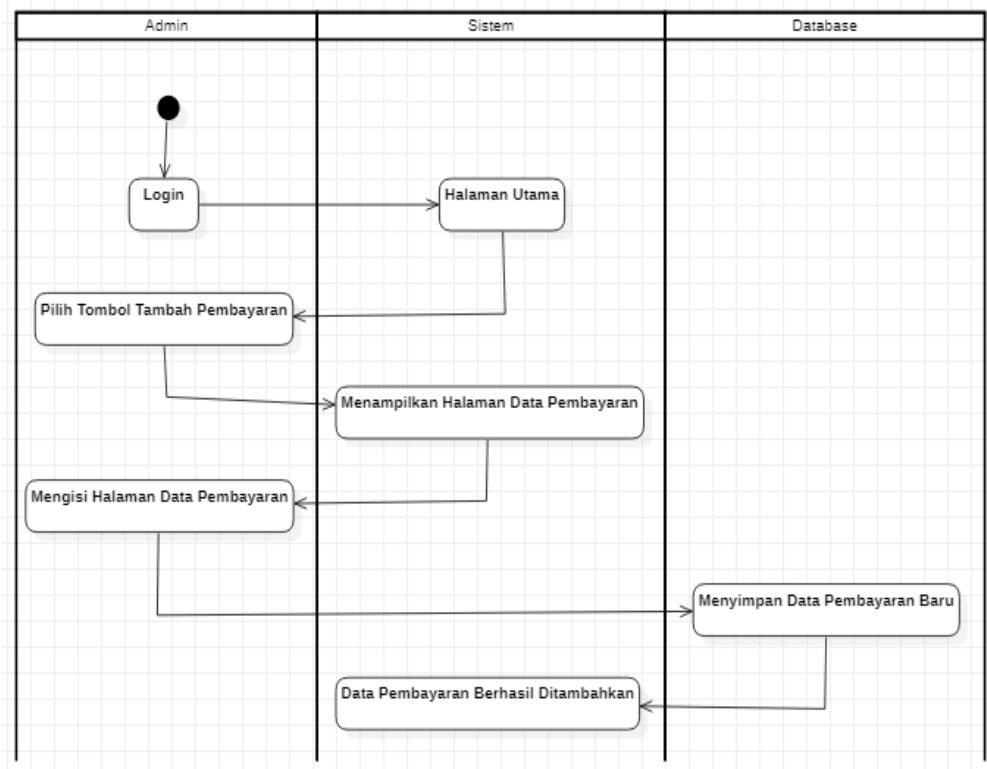 Admin
Sistem
Database
Login
Halaman Utama
Pilih Tombol Tambah Pembayaran
Menampilkan Halaman Data Pembayaran
Mengisi Halaman Data Pembayaran
Menyimpan Data Pembayaran Baru
Data Pembayaran Berhasil Ditambahkan